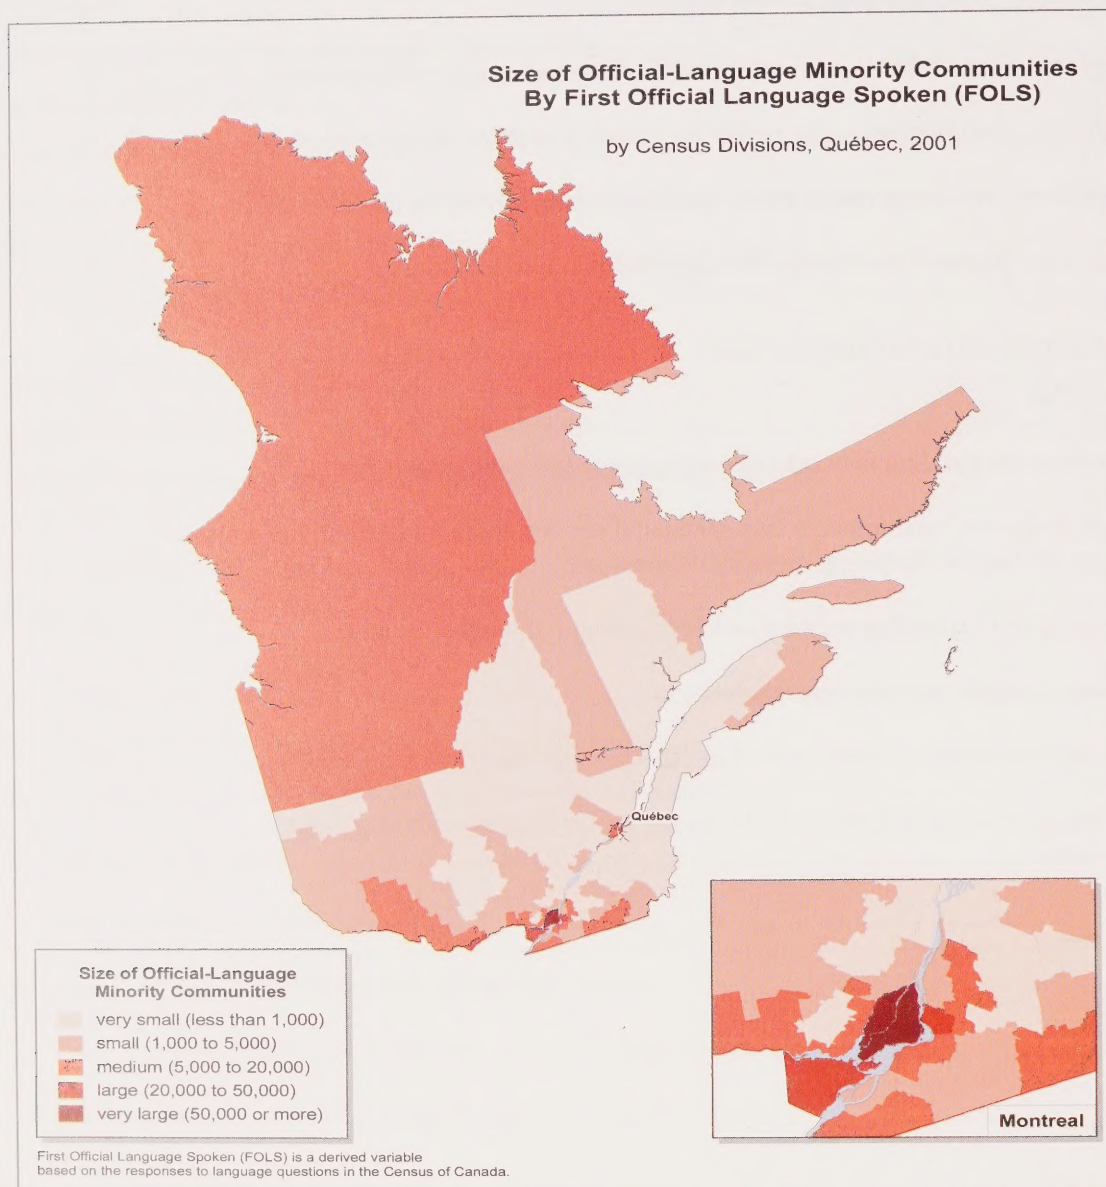 Size of Official-Language Minority Communities
By First Official Language Spoken (FOLS)
by Census Divisions, Québec, 2001
Québec
Size of Official-Language
Minority Communities
very small (less than 1,000)
small (1,000 to 5,000)
medium (5,000 to 20,000)
large (20,000 to 50,000)
very large (50,000 or more)
Montreal
First Official Language Spoken (FOLS) is a derived variable
based on the responses to language questions in the Census of Canada.